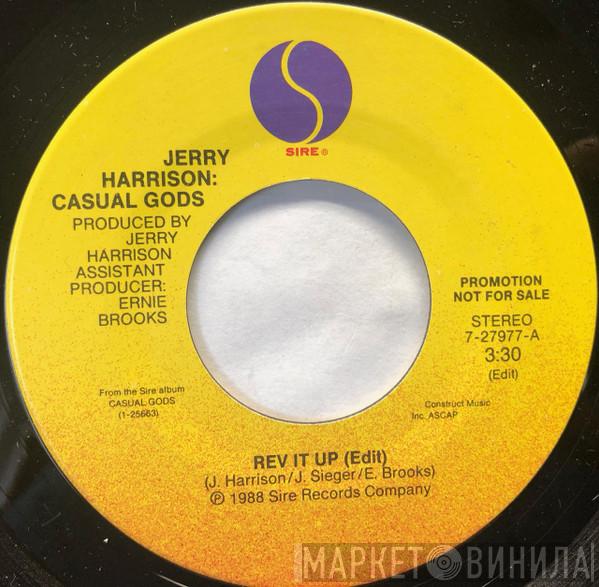 SIRE®
JERRY
HARRISON:
CASUAL GODS
PRODUCED BY
JERRY
HARRISON
ASSISTANT
PRODUCER:
ERNIE
BROOKS
PROMOTION
NOT FOR SALE
STEREO
7-27977-A
3:30
(Edit)
From the Sire album
CASUAL GODS
(1-25663)
Construct Music
Inc. ASCAP
REV IT UP (Edit)
(J. Harrison/J. Sieger/E. Brooks)
℗ 1988 Sire Records Company
МАРКЕТ ВИНИЛА